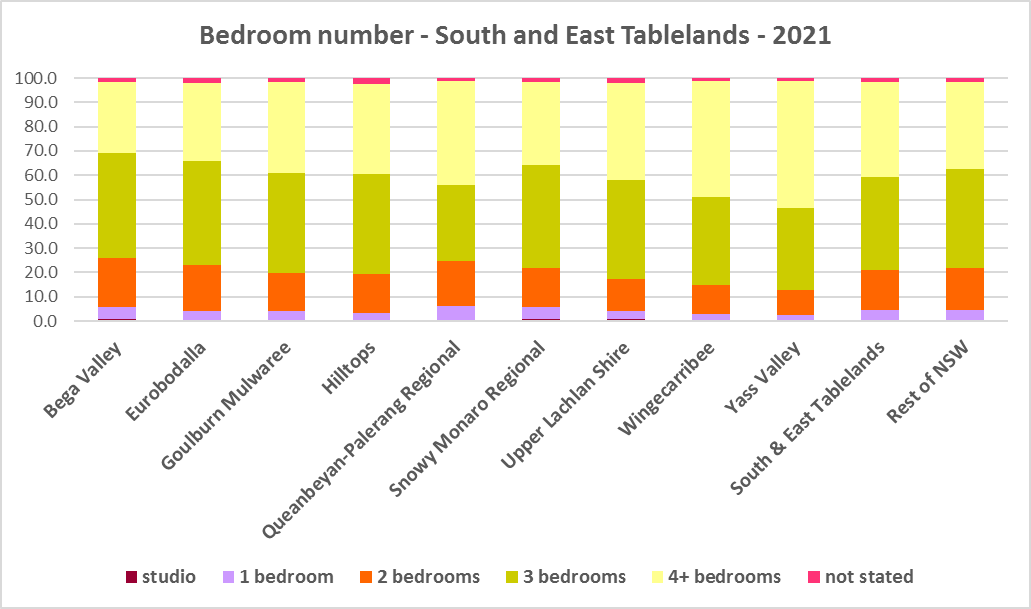 Bedroom number - South and East Tablelands - 2021
100.0
90.0
80.0
70.0
60.0
50.0
40.0
30.0
20.0
10.0
0.0
Bega Valley
Eurobodalla
Goulburn Mulwaree
Hilltops
Queanbeyan-Palerang Regional
Snowy Monaro Regional
Upper Lachlan Shire
Wingecarribee
Yass Valley
South & East Tablelands
Rest of NSW
studio 1 bedroom 2 bedrooms 3 bedrooms 4+ bedrooms not stated